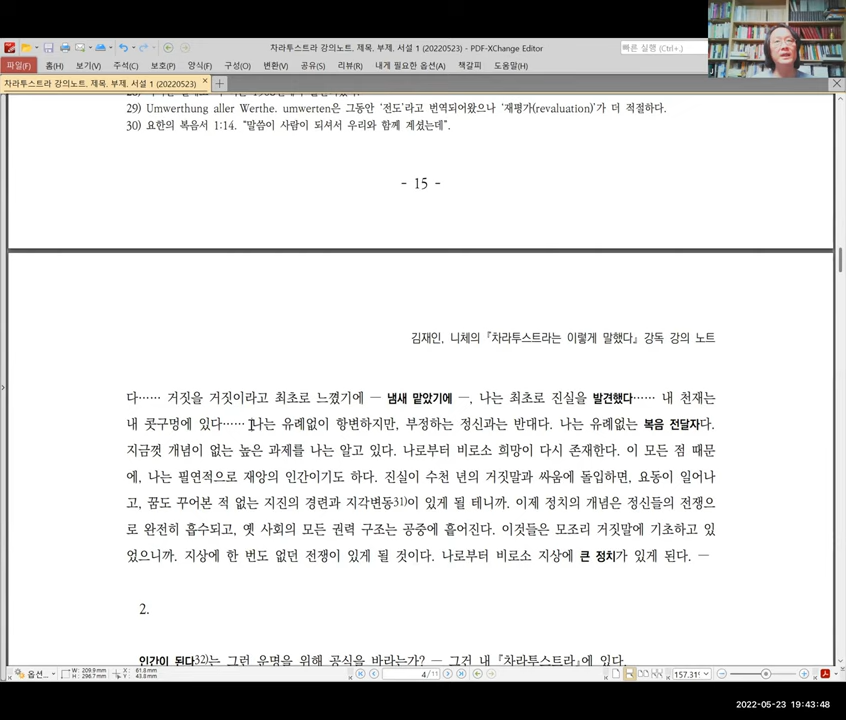 차라투스트라 강의노트. 제목, 부제, 서설 1 (20220523) - PDF-XChange Editor
빠른 실행 (Ctrl+.)
파일(F) 홈(H) 보기(V) 주석(C) 보호(P) 양식(F) 구성(O) 변환(V) 공유(S) 리뷰(R) 내게 필요한 옵션(A) 책갈피 도움말(H)
차라투스트라 강의노트. 제목, 부제, 서설 1 (20220523)
29) Umwerthung aller Werthe. umwerten은 그동안 '전도'라고 번역되어왔으나 '재평가(revaluation)'가 더 적절하다.
30) 요한의 복음서 1:14. "말씀이 사람이 되셔서 우리와 함께 계셨는데".
- 15 -
김재인, 니체의 『차라투스트라는 이렇게 말했다』 강독 강의 노트
다…… 거짓을 거짓이라고 최초로 느꼈기에 — 냄새 맡았기에 —, 나는 최초로 진실을 발견했다…… 내 천재는
내 콧구멍에 있다…… 나는 유례없이 항변하지만, 부정하는 정신과는 반대다. 나는 유례없는 복음 전달자다.
지금껏 개념이 없는 높은 과제를 나는 알고 있다. 나로부터 비로소 희망이 다시 존재한다. 이 모든 점 때문
에, 나는 필연적으로 재앙의 인간이기도 하다. 진실이 수천 년의 거짓말과 싸움에 돌입하면, 요동이 일어나
고, 꿈도 꾸어본 적 없는 지진의 경련과 지각변동31)이 있게 될 테니까. 이제 정치의 개념은 정신들의 전쟁으
로 완전히 흡수되고, 옛 사회의 모든 권력 구조는 공중에 흩어진다. 이것들은 모조리 거짓말에 기초하고 있
었으니까. 지상에 한 번도 없던 전쟁이 있게 될 것이다. 나로부터 비로소 지상에 큰 정치가 있게 된다. —
2.
인간이 된다32)는 그런 운명을 위해 공식을 바라는가? — 그건 내 『차라투스트라』에 있다.
옵션... W: 209.9 mm H: 296.7 mm X: 61.8 mm Y: 43.8 mm 4/11 157.31%
2022-05-23 19:43:48